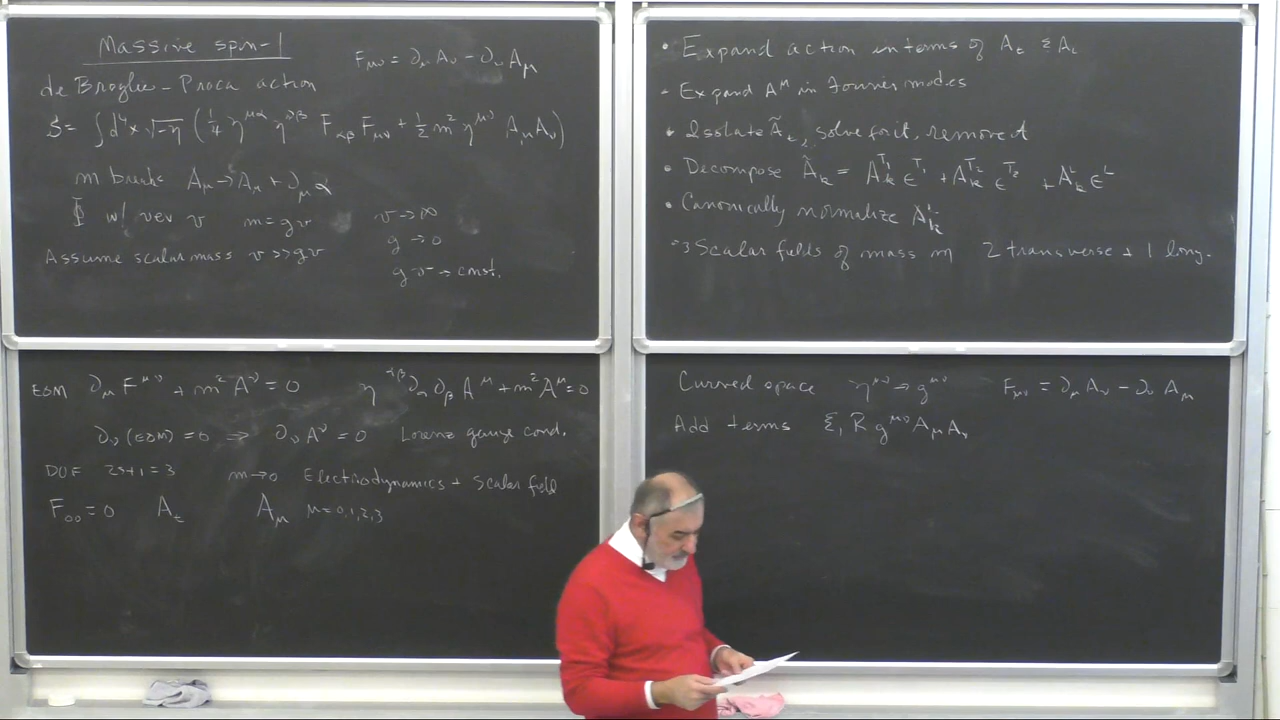 Massive spin-1
F_μν = ∂_μ A_ν − ∂_ν A_μ
de Broglie-Proca action
S = ∫d⁴x √−η (1/4 η^μα η^νβ F_αβ F_μν + 1/2 m² η^μν A_μ A_ν)
m breaks A_μ → A_μ + ∂_μ α
Φ w/ vev v m = gv v → ∞
g → 0
Assume scalar mass v >> gv
gv → const.
EOM ∂_μ F^μν + m² A^ν = 0 η^αβ ∂_α ∂_β A^μ + m² A^μ = 0
∂_ν (EOM) = 0 ⇒ ∂_ν A^ν = 0 Lorenz gauge cond.
DOF 2s+1 = 3 m → 0 Electrodynamics + Scalar field
F_00 = 0 A_t A_μ μ = 0,1,2,3
• Expand action in terms of A_t & A_i
• Expand A^μ in Fourier modes
• Isolate Ã_t, solve for it, remove it
• Decompose Ã_k = A_k^T₁ ε^T₁ + A_k^T₂ ε^T₂ + A_k^L ε^L
• Canonically normalize A_k^L
⇒ 3 Scalar fields of mass m 2 transverse + 1 long.
Curved space η^μν → g^μν F_μν = ∂_μ A_ν − ∂_ν A_μ
Add terms ξ₁ R g^μν A_μ A_ν